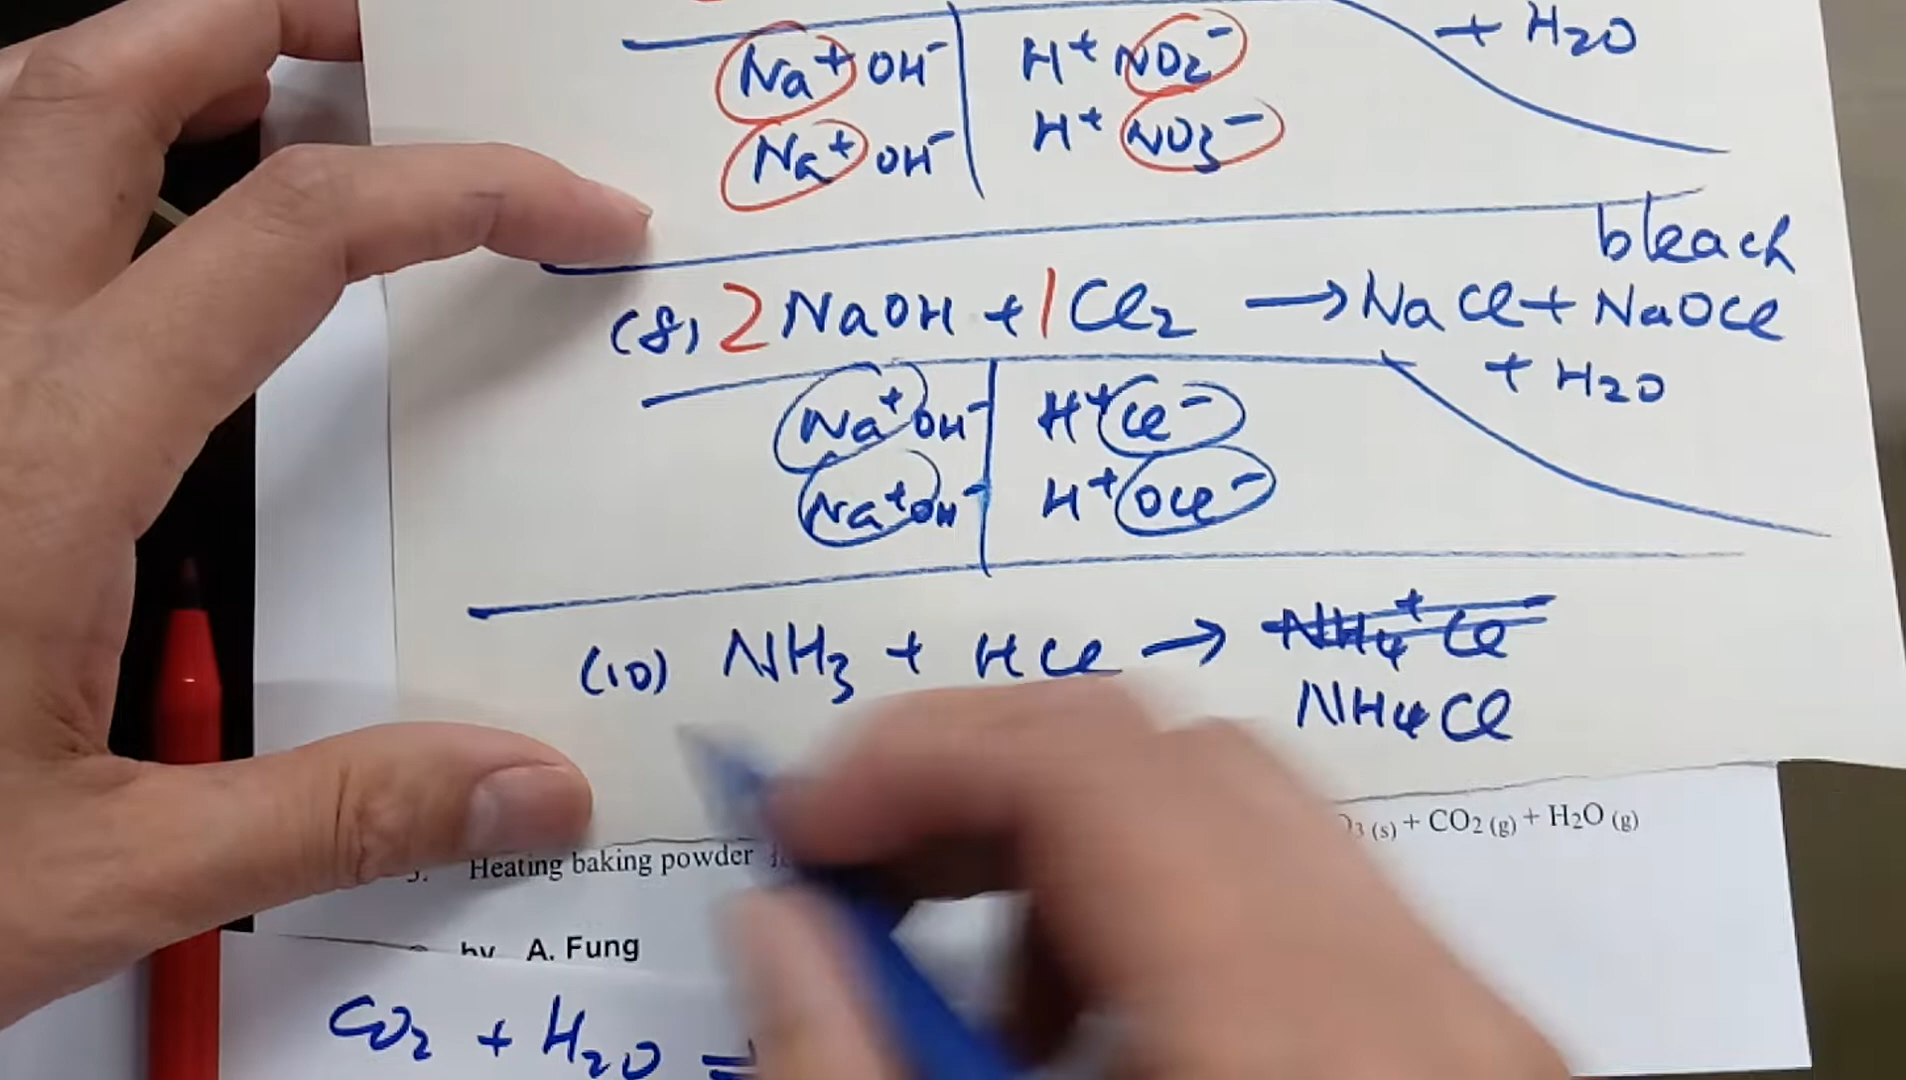 + H2O
Na+ OH- | H+ NO2-
Na+ OH- | H+ NO3-
bleach
(8) 2 NaOH + 1 Cl2 → NaCl + NaOCl
+ H2O
Na+ OH- | H+ Cl-
Na+ OH- | H+ OCl-
(10) NH3 + HCl → NH4+ Cl
NH4Cl
3 (s) + CO2 (g) + H2O (g)
Heating baking powder
by A. Fung
CO2 + H2O